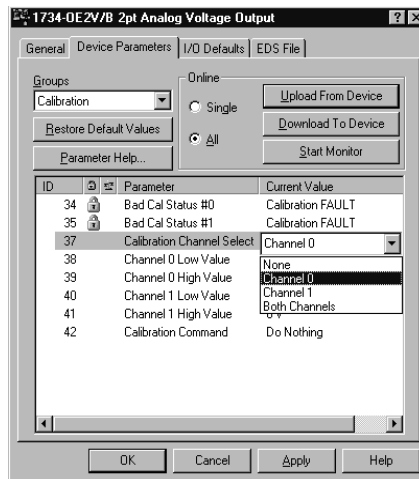 1734-OE2V/B 2pt Analog Voltage Output
General Device Parameters I/O Defaults EDS File
Groups
Calibration
Restore Default Values
Parameter Help...
Online
Single
All
Upload From Device
Download To Device
Start Monitor
ID Parameter Current Value
34 Bad Cal Status #0 Calibration FAULT
35 Bad Cal Status #1 Calibration FAULT
37 Calibration Channel Select Channel 0
38 Channel 0 Low Value
39 Channel 0 High Value
40 Channel 1 Low Value
41 Channel 1 High Value
42 Calibration Command Do Nothing
None
Channel 0
Channel 1
Both Channels
OK Cancel Apply Help